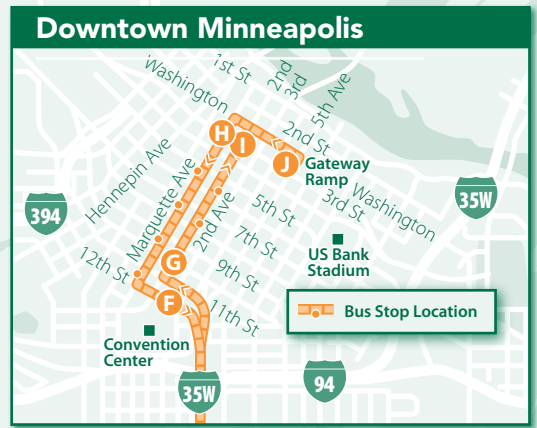 Downtown Minneapolis
1st St
2nd
3rd
5th Ave
Washington
2nd St
H
I
J
Gateway
Ramp
Hennepin Ave
Marquette Ave
Washington
3rd St
35W
394
5th St
2nd Ave
7th St
US Bank
Stadium
12th St
G
9th St
F
11th St
Bus Stop Location
Convention
Center
35W
94